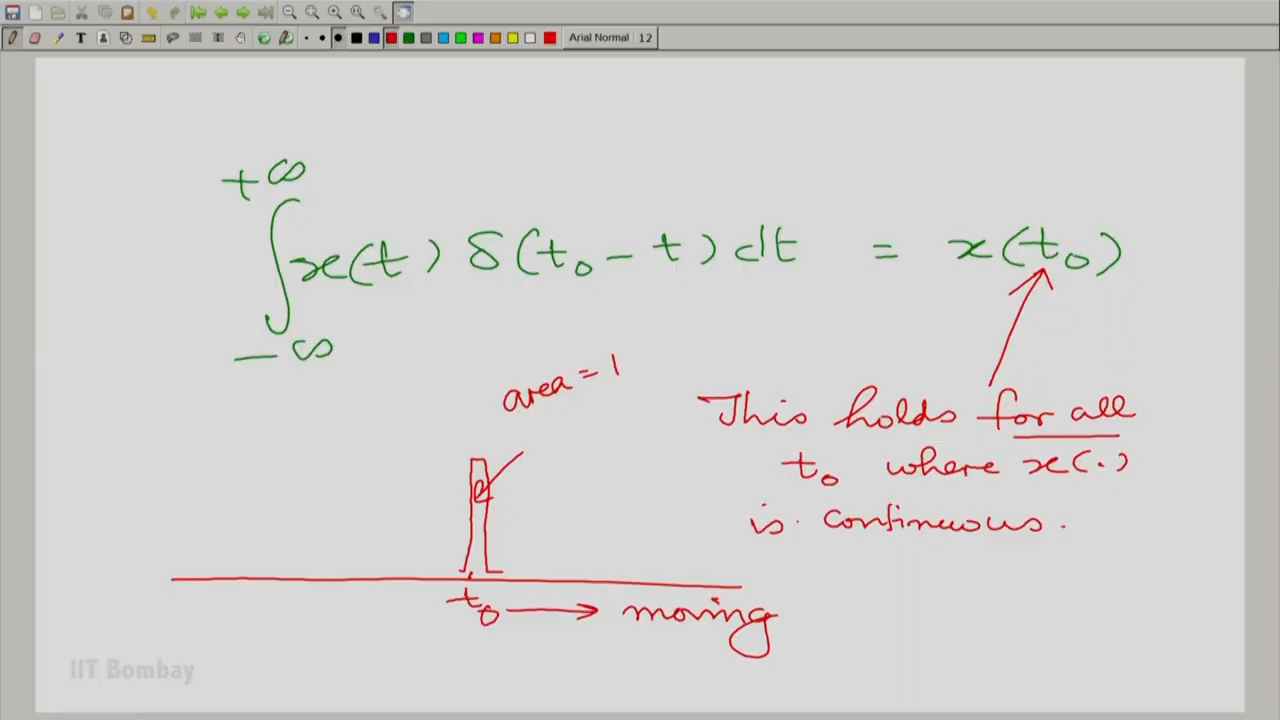 Arial Normal 12
+∞
∫ x(t) δ(t₀ - t) dt = x(t₀)
-∞
area = 1
This holds for all
t₀ where x(.)
is continuous.
t₀ → moving
IIT Bombay